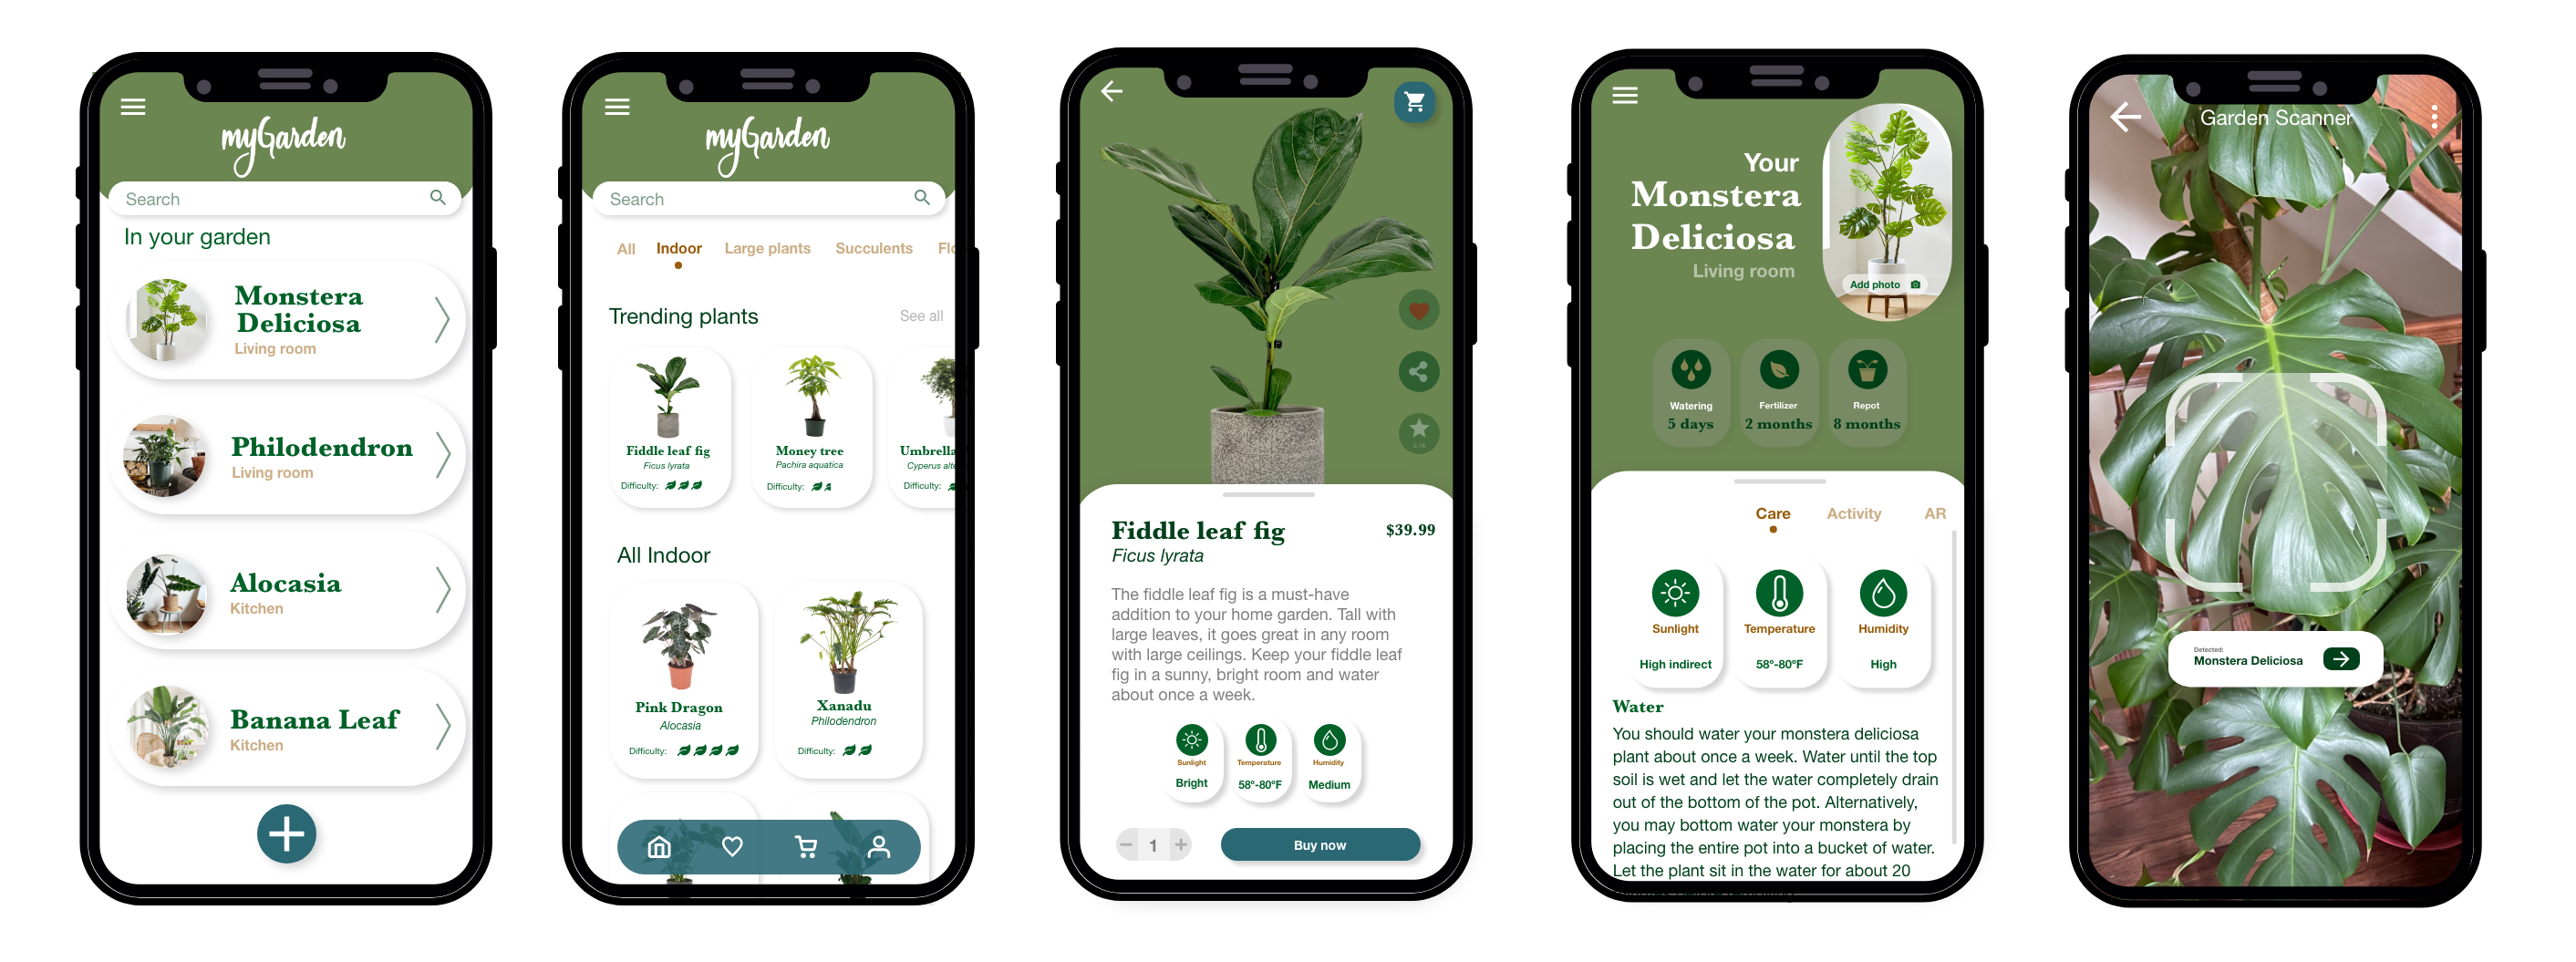 myGarden
Search
In your garden
Monstera
Deliciosa
Living room
Philodendron
Living room
Alocasia
Kitchen
Banana Leaf
Kitchen
myGarden
Search
All Indoor Large plants Succulents Flo
Trending plants See all
Fiddle leaf fig
Ficus lyrata
Difficulty:
Money tree
Pachira aquatica
Difficulty:
Umbrella
Cyperus alte
Difficulty:
All Indoor
Pink Dragon
Alocasia
Difficulty:
Xanadu
Philodendron
Difficulty:
Fiddle leaf fig $39.99
Ficus lyrata
The fiddle leaf fig is a must-have
addition to your home garden. Tall with
large leaves, it goes great in any room
with large ceilings. Keep your fiddle leaf
fig in a sunny, bright room and water
about once a week.
Sunlight Temperature Humidity
Bright 58°-80°F Medium
1 Buy now
Your
Monstera
Deliciosa
Living room
Add photo
Watering Fertilizer Repot
5 days 2 months 8 months
Care Activity AR
Sunlight Temperature Humidity
High indirect 58°-80°F High
Water
You should water your monstera deliciosa
plant about once a week. Water until the top
soil is wet and let the water completely drain
out of the bottom of the pot. Alternatively,
you may bottom water your monstera by
placing the entire pot into a bucket of water.
Let the plant sit in the water for about 20
Garden Scanner
Detected:
Monstera Deliciosa